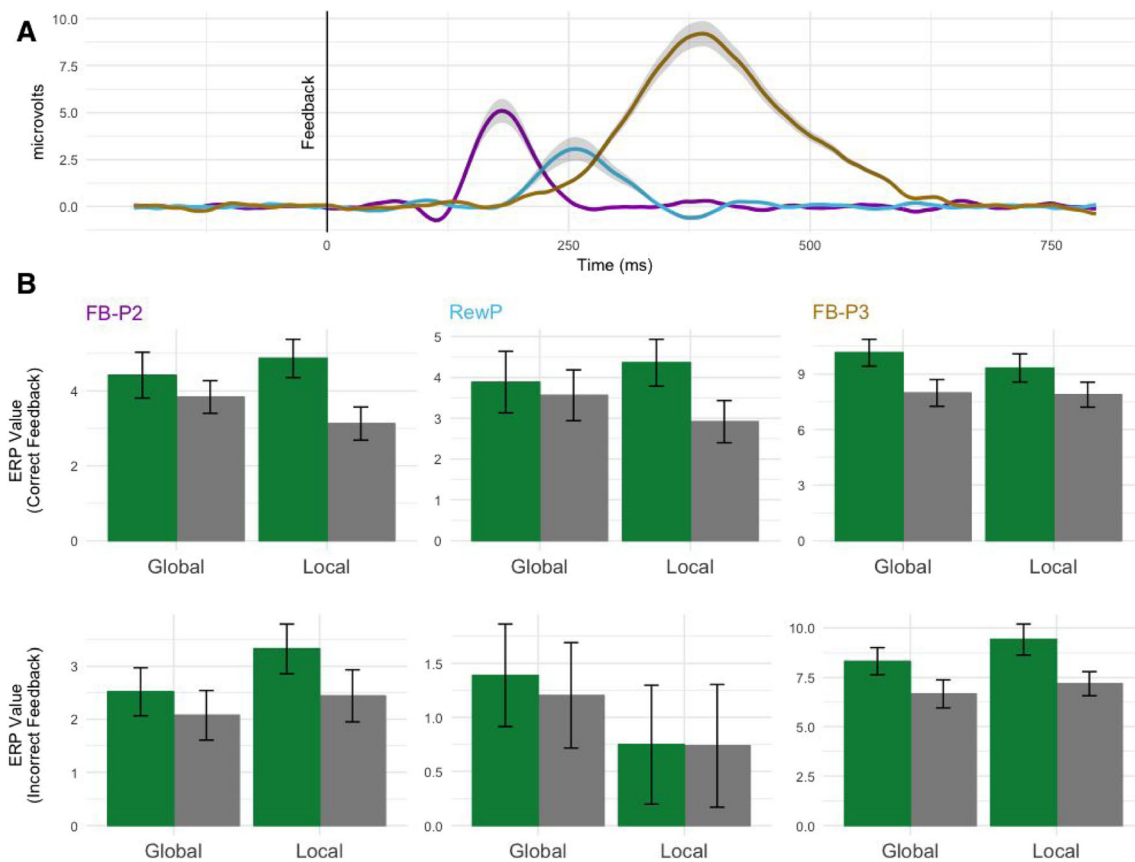 A
10.0
7.5
5.0
2.5
0.0
microvolts
Feedback
0
250
500
750
Time (ms)
B
FB-P2
RewP
FB-P3
ERP Value
(Correct Feedback)
4
2
0
Global
Local
5
4
3
2
1
0
Global
Local
9
6
3
0
Global
Local
ERP Value
(Incorrect Feedback)
3
2
1
0
Global
Local
1.5
1.0
0.5
0.0
Global
Local
10.0
7.5
5.0
2.5
0.0
Global
Local